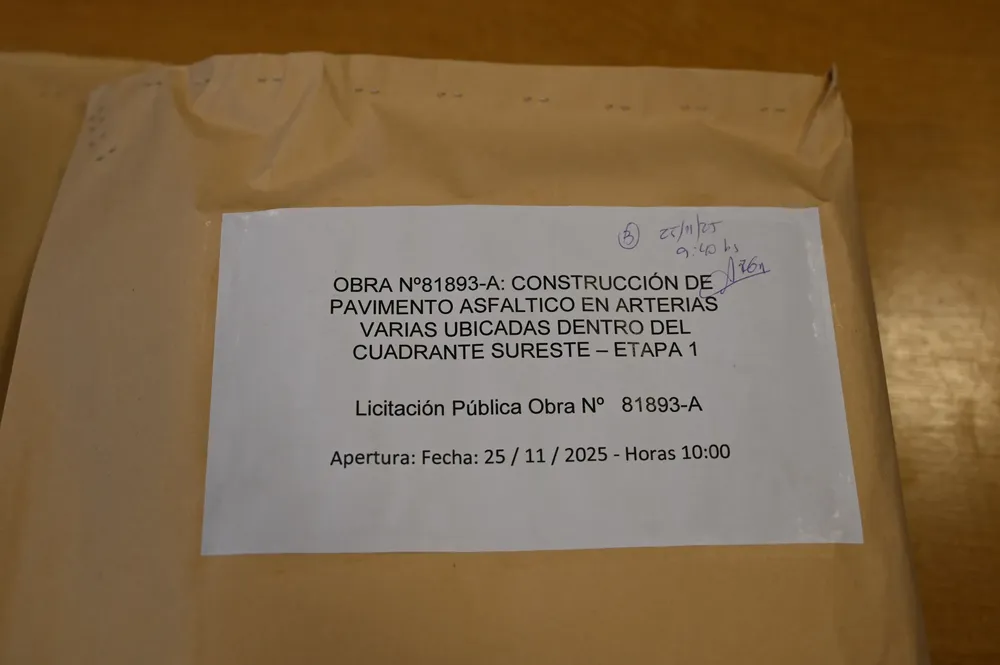 3 25/11/25
9:40 hs
OBRA Nº81893-A: CONSTRUCCIÓN DE
PAVIMENTO ASFALTICO EN ARTERIAS
VARIAS UBICADAS DENTRO DEL
CUADRANTE SURESTE – ETAPA 1
Licitación Pública Obra Nº 81893-A
Apertura: Fecha: 25 / 11 / 2025 - Horas 10:00